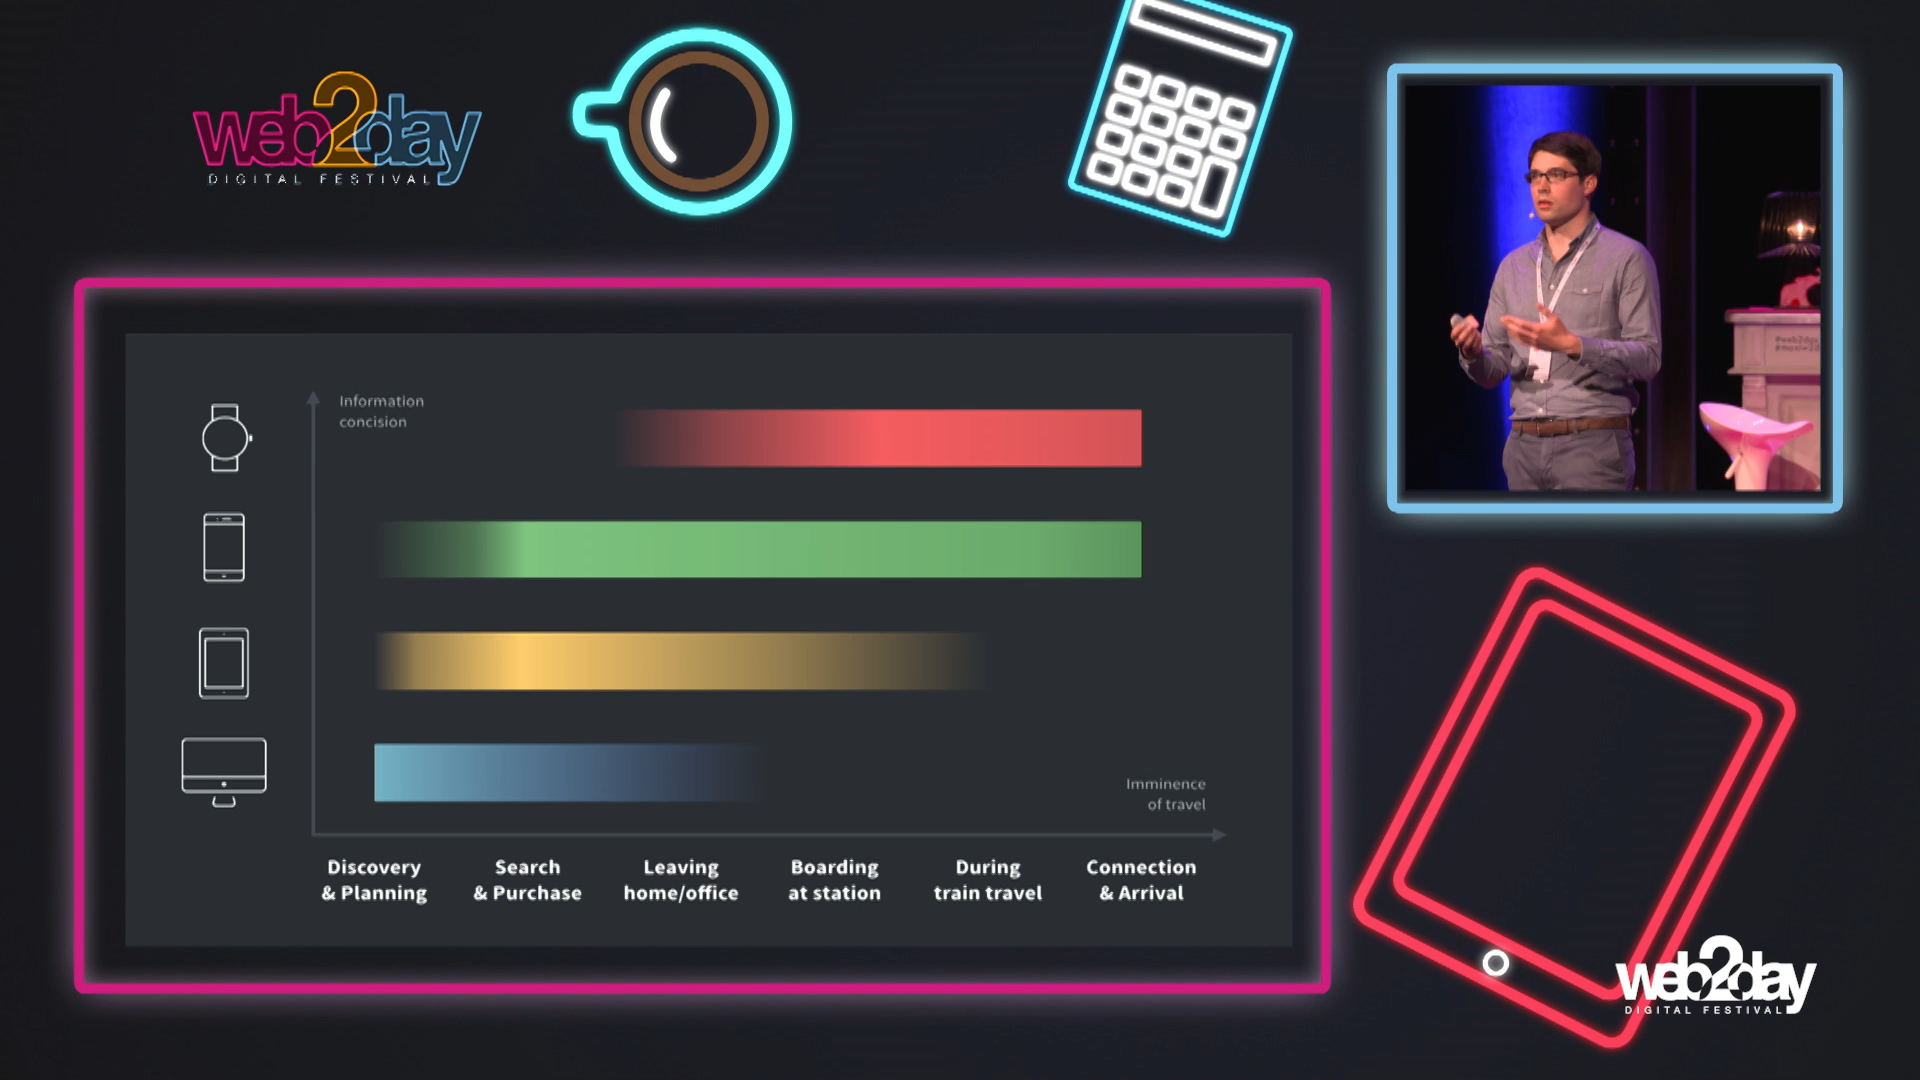 web2day
DIGITAL FESTIVAL
Information
concision
Imminence
of travel
Discovery
& Planning
Search
& Purchase
Leaving
home/office
Boarding
at station
During
train travel
Connection
& Arrival
#web2day
web2day
DIGITAL FESTIVAL